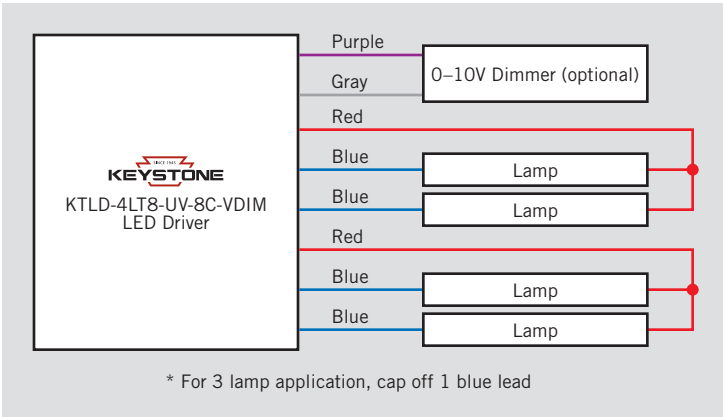 Purple
0–10V Dimmer (optional)
Gray
Red
SINCE 1945
KEYSTONE
KTLD-4LT8-UV-8C-VDIM
LED Driver
Blue
Lamp
Blue
Lamp
Red
Blue
Lamp
Blue
Lamp
* For 3 lamp application, cap off 1 blue lead